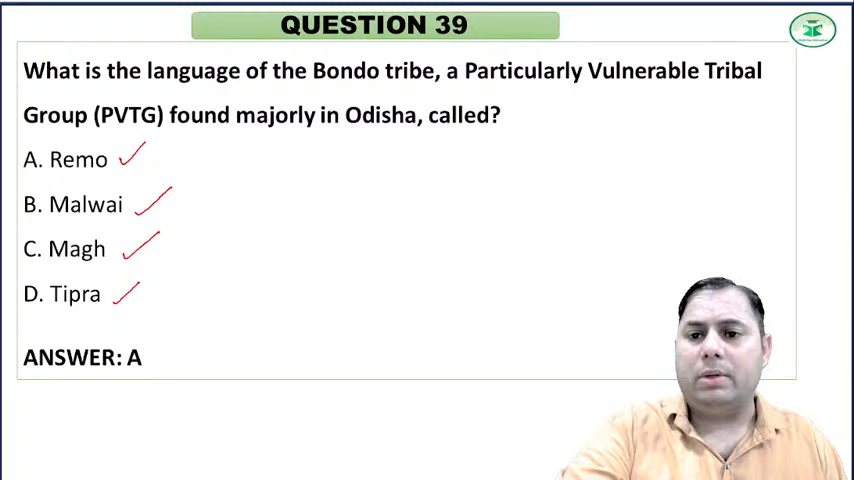 QUESTION 39
What is the language of the Bondo tribe, a Particularly Vulnerable Tribal
Group (PVTG) found majorly in Odisha, called?
A. Remo
B. Malwai
C. Magh
D. Tipra
ANSWER: A